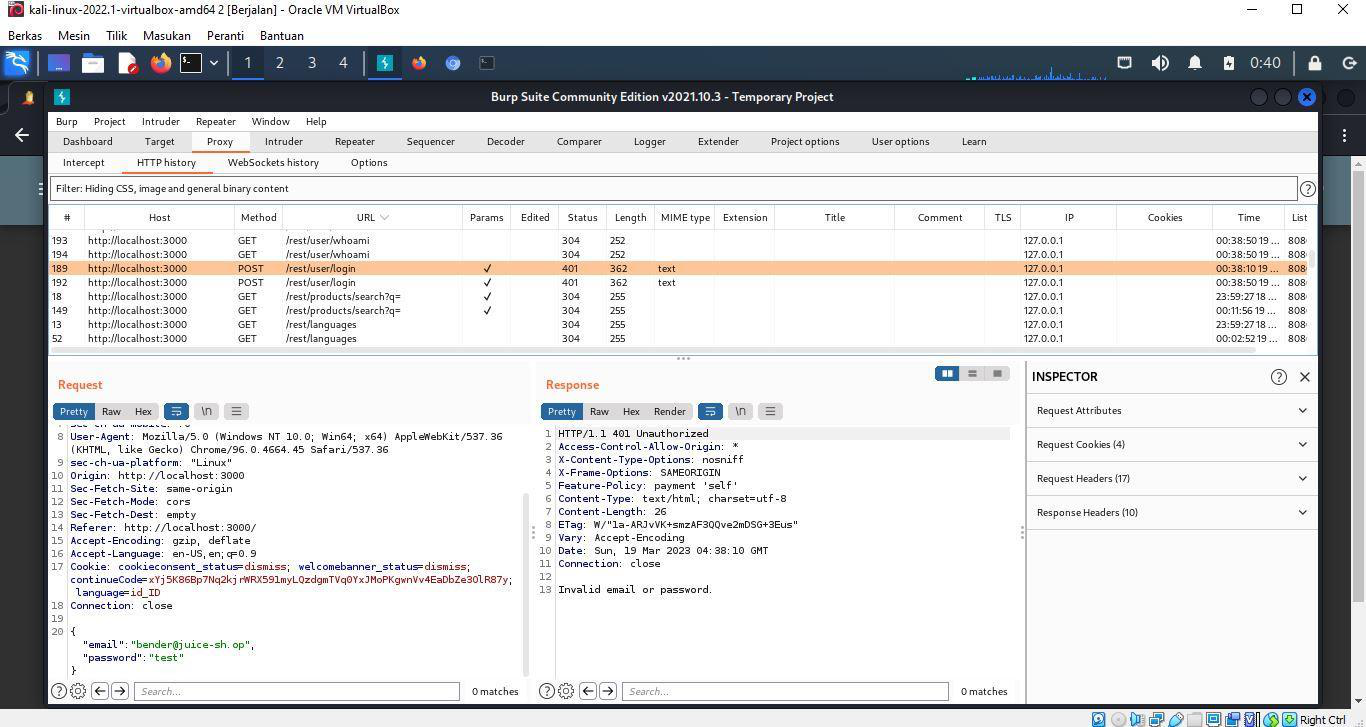 kali-linux-2022.1-virtualbox-amd64 2 [Berjalan] - Oracle VM VirtualBox
Berkas Mesin Tilik Masukan Peranti Bantuan
1 2 3 4 0:40
Burp Suite Community Edition v2021.10.3 - Temporary Project
Burp Project Intruder Repeater Window Help
Dashboard Target Proxy Intruder Repeater Sequencer Decoder Comparer Logger Extender Project options User options Learn
Intercept HTTP history WebSockets history Options
Filter: Hiding CSS, image and general binary content
# Host Method URL Params Edited Status Length MIME type Extension Title Comment TLS IP Cookies Time List
193 http://localhost:3000 GET /rest/user/whoami 304 252 127.0.0.1 00:38:50 19 ... 808
194 http://localhost:3000 GET /rest/user/whoami 304 252 127.0.0.1 00:38:50 19 ... 808
189 http://localhost:3000 POST /rest/user/login ✓ 401 362 text 127.0.0.1 00:38:10 19 ... 808
192 http://localhost:3000 POST /rest/user/login ✓ 401 362 text 127.0.0.1 00:38:50 19 ... 808
18 http://localhost:3000 GET /rest/products/search?q= ✓ 304 255 127.0.0.1 23:59:27 18 ... 808
149 http://localhost:3000 GET /rest/products/search?q= ✓ 304 255 127.0.0.1 00:11:56 19 ... 808
13 http://localhost:3000 GET /rest/languages 304 255 127.0.0.1 23:59:27 18 ... 808
52 http://localhost:3000 GET /rest/languages 304 255 127.0.0.1 00:02:52 19 ... 808
Request
Pretty Raw Hex \n
8 User-Agent: Mozilla/5.0 (Windows NT 10.0; Win64; x64) AppleWebKit/537.36
(KHTML, like Gecko) Chrome/96.0.4664.45 Safari/537.36
9 sec-ch-ua-platform: "Linux"
10 Origin: http://localhost:3000
11 Sec-Fetch-Site: same-origin
12 Sec-Fetch-Mode: cors
13 Sec-Fetch-Dest: empty
14 Referer: http://localhost:3000/
15 Accept-Encoding: gzip, deflate
16 Accept-Language: en-US,en;q=0.9
17 Cookie: cookieconsent_status=dismiss; welcomebanner_status=dismiss;
continueCode=xYj5K86Bp7Nq2kjrWRX591myLQzdgmTVq0YxJMoPKgwnVv4EaDbZe3OlR87y;
language=id_ID
18 Connection: close
19
20 {
"email":"bender@juice-sh.op",
"password":"test"
}
Search... 0 matches
Response
Pretty Raw Hex Render \n
1 HTTP/1.1 401 Unauthorized
2 Access-Control-Allow-Origin: *
3 X-Content-Type-Options: nosniff
4 X-Frame-Options: SAMEORIGIN
5 Feature-Policy: payment 'self'
6 Content-Type: text/html; charset=utf-8
7 Content-Length: 26
8 ETag: W/"1a-ARJvVK+smzAF3QQve2mDSG+3Eus"
9 Vary: Accept-Encoding
10 Date: Sun, 19 Mar 2023 04:38:10 GMT
11 Connection: close
12
13 Invalid email or password.
Search... 0 matches
INSPECTOR
Request Attributes
Request Cookies (4)
Request Headers (17)
Response Headers (10)
Right Ctrl